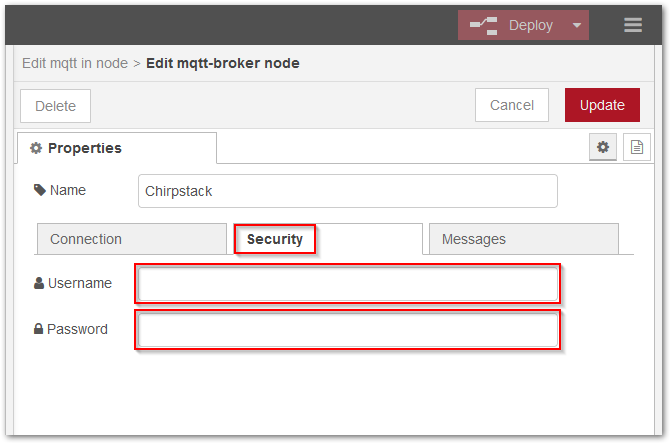 Deploy
Edit mqtt in node > Edit mqtt-broker node
Delete
Cancel
Update
Properties
Name
Chirpstack
Connection
Security
Messages
Username
Password